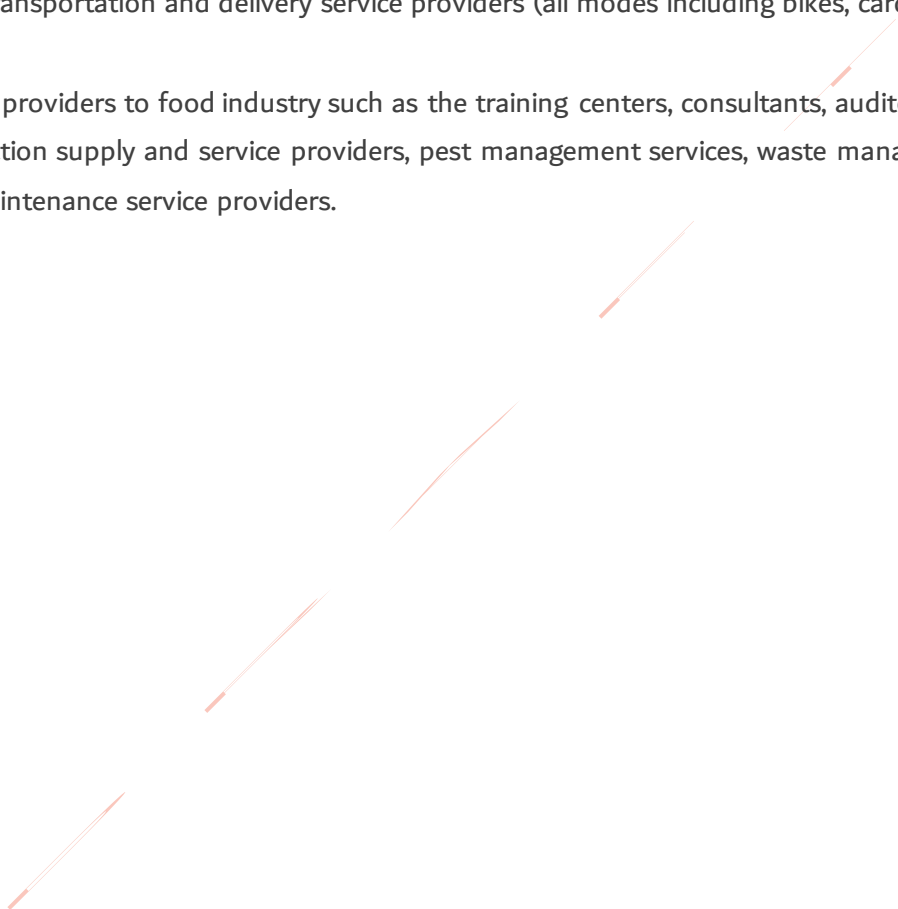 ansportation and delivery service providers (all modes including bikes, car
providers to food industry such as the training centers, consultants, audit
tion supply and service providers, pest management services, waste mana
intenance service providers.